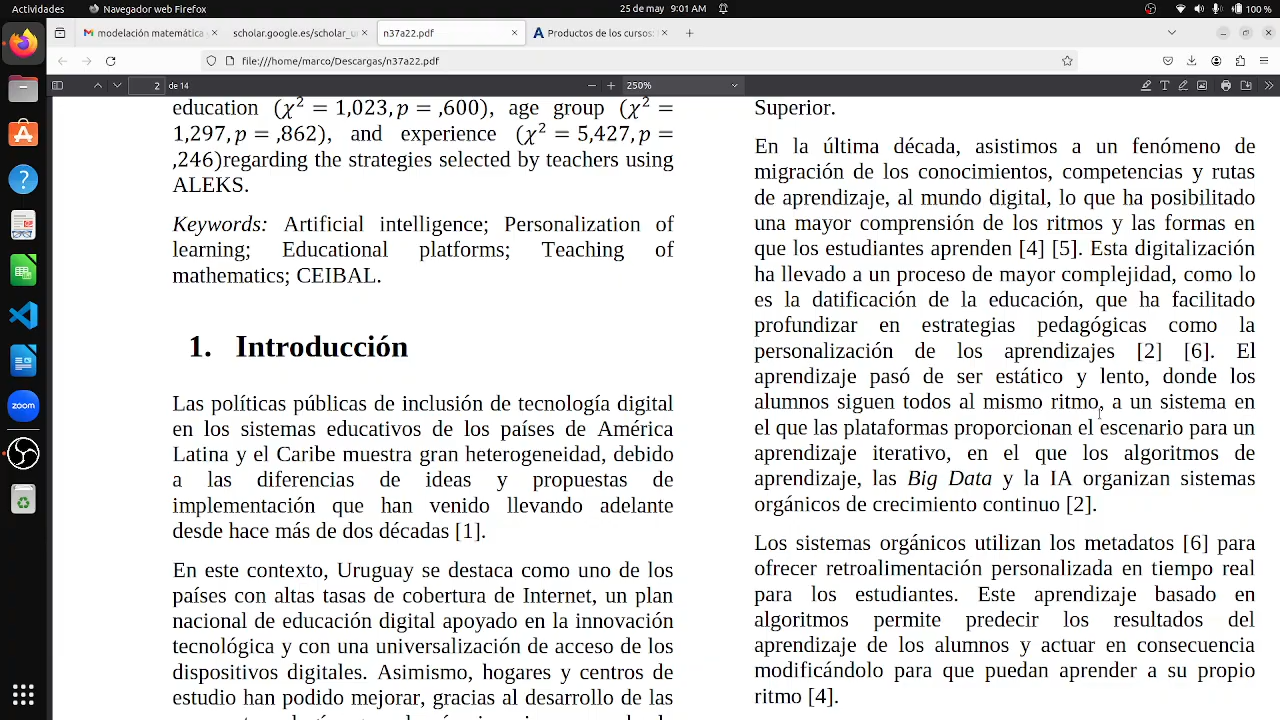 Actividades
Navegador web Firefox
25 de may 9:01 AM
100 %
modelación matemática
scholar.google.es/scholar_u
n37a22.pdf
Productos de los cursos:
file:///home/marco/Descargas/n37a22.pdf
2 de 14
250%
education (χ² = 1,023, p = ,600), age group (χ² =
1,297, p = ,862), and experience (χ² = 5,427, p =
,246)regarding the strategies selected by teachers using
ALEKS.
Keywords: Artificial intelligence; Personalization of
learning; Educational platforms; Teaching of
mathematics; CEIBAL.
1. Introducción
Las políticas públicas de inclusión de tecnología digital
en los sistemas educativos de los países de América
Latina y el Caribe muestra gran heterogeneidad, debido
a las diferencias de ideas y propuestas de
implementación que han venido llevando adelante
desde hace más de dos décadas [1].
En este contexto, Uruguay se destaca como uno de los
países con altas tasas de cobertura de Internet, un plan
nacional de educación digital apoyado en la innovación
tecnológica y con una universalización de acceso de los
dispositivos digitales. Asimismo, hogares y centros de
estudio han podido mejorar, gracias al desarrollo de las
Superior.
En la última década, asistimos a un fenómeno de
migración de los conocimientos, competencias y rutas
de aprendizaje, al mundo digital, lo que ha posibilitado
una mayor comprensión de los ritmos y las formas en
que los estudiantes aprenden [4] [5]. Esta digitalización
ha llevado a un proceso de mayor complejidad, como lo
es la datificación de la educación, que ha facilitado
profundizar en estrategias pedagógicas como la
personalización de los aprendizajes [2] [6]. El
aprendizaje pasó de ser estático y lento, donde los
alumnos siguen todos al mismo ritmo, a un sistema en
el que las plataformas proporcionan el escenario para un
aprendizaje iterativo, en el que los algoritmos de
aprendizaje, las Big Data y la IA organizan sistemas
orgánicos de crecimiento continuo [2].
Los sistemas orgánicos utilizan los metadatos [6] para
ofrecer retroalimentación personalizada en tiempo real
para los estudiantes. Este aprendizaje basado en
algoritmos permite predecir los resultados del
aprendizaje de los alumnos y actuar en consecuencia
modificándolo para que puedan aprender a su propio
ritmo [4].
zoom